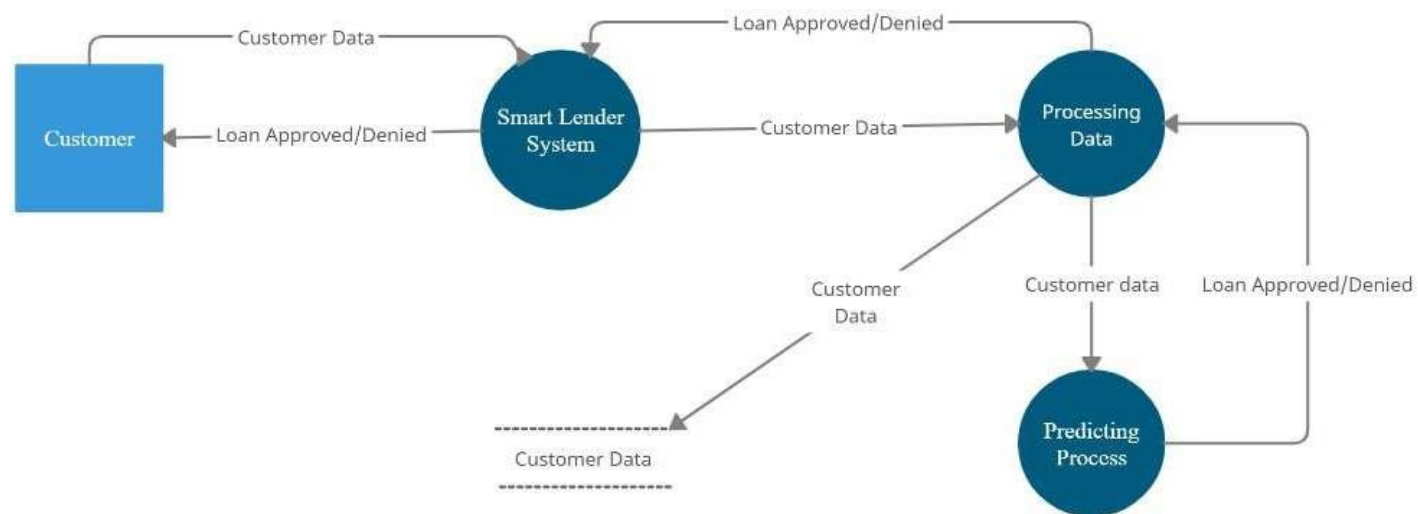 Loan Approved/Denied
Customer Data
Customer
Loan Approved/Denied
Smart Lender
System
Customer Data
Processing
Data
Customer
Data
Customer data
Loan Approved/Denied
Customer Data
Predicting
Process